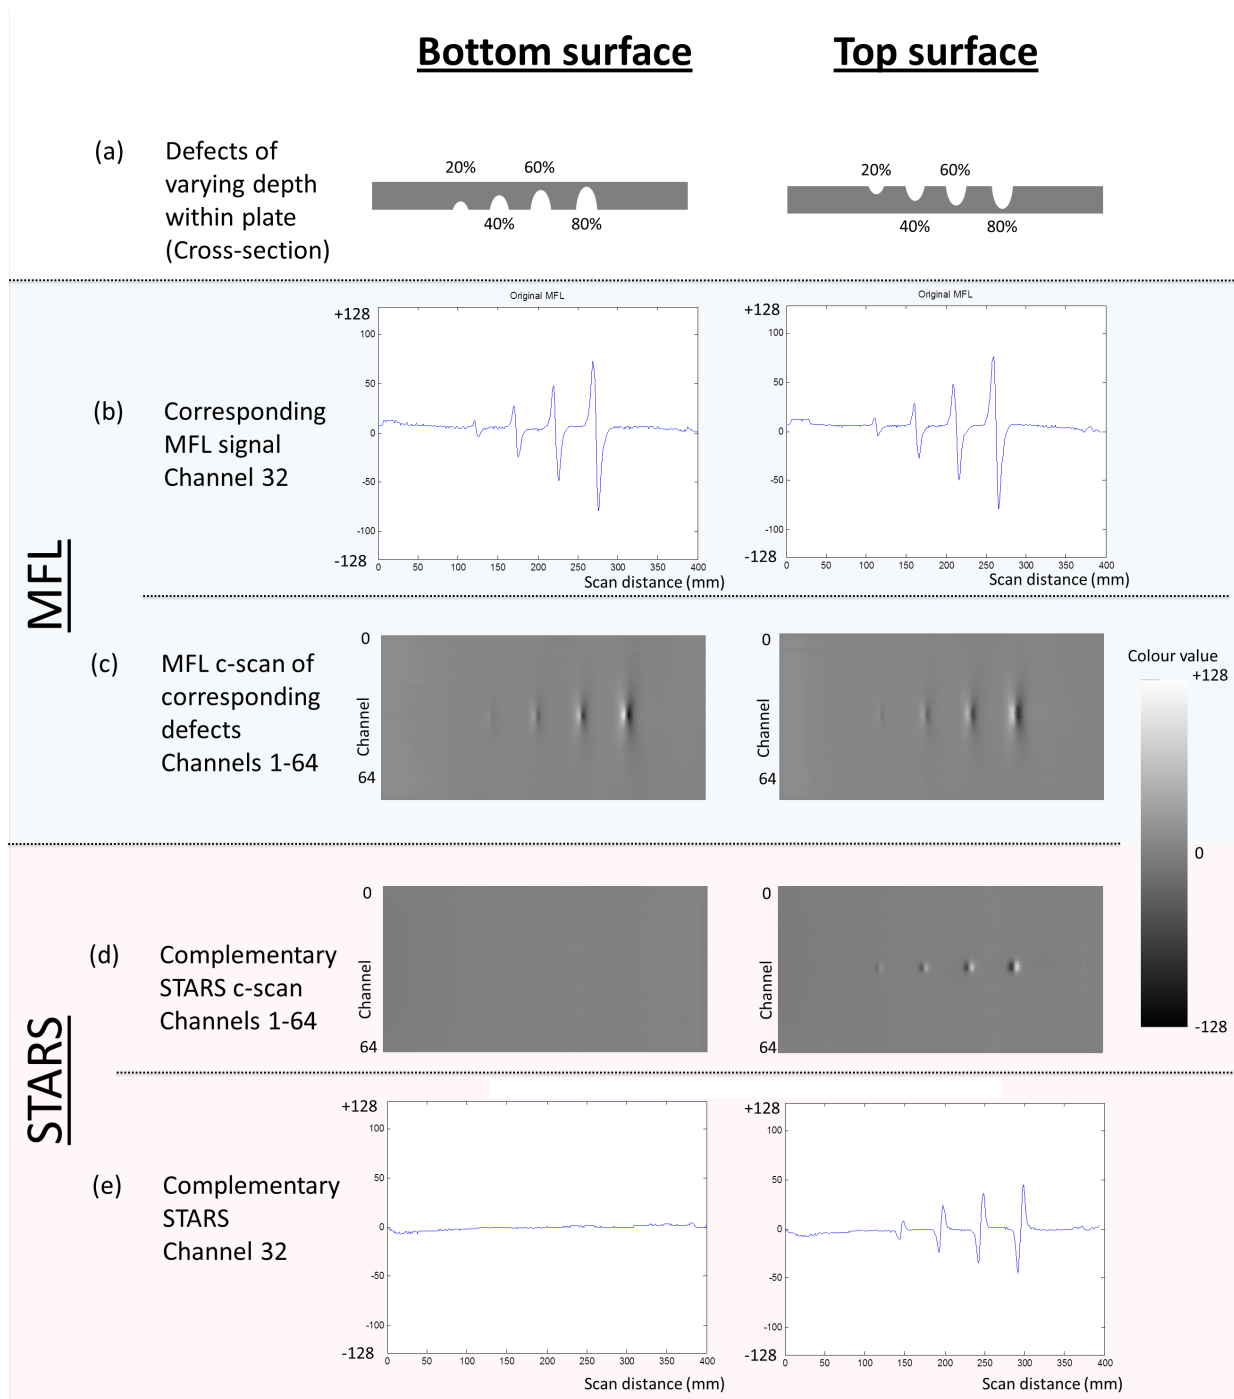 Bottom surface
Top surface
(a)
Defects of
varying depth
within plate
(Cross-section)
20%
60%
40%
80%
20%
60%
40%
80%
MFL
(b)
Corresponding
MFL signal
Channel 32
Original MFL
+128
100
50
0
-50
-100
-128
0
50
100
150
200
250
300
350
400
Scan distance (mm)
Original MFL
+128
100
50
0
-50
-100
-128
0
50
100
150
200
250
300
350
400
Scan distance (mm)
(c)
MFL c-scan of
corresponding
defects
Channels 1-64
0
Channel
64
0
Channel
64
Colour value
+128
0
-128
STARS
(d)
Complementary
STARS c-scan
Channels 1-64
0
Channel
64
0
Channel
64
(e)
Complementary
STARS
Channel 32
+128
100
50
0
-50
-100
-128
0
50
100
150
200
250
300
350
400
Scan distance (mm)
+128
100
50
0
-50
-100
-128
0
50
100
150
200
250
300
350
400
Scan distance (mm)